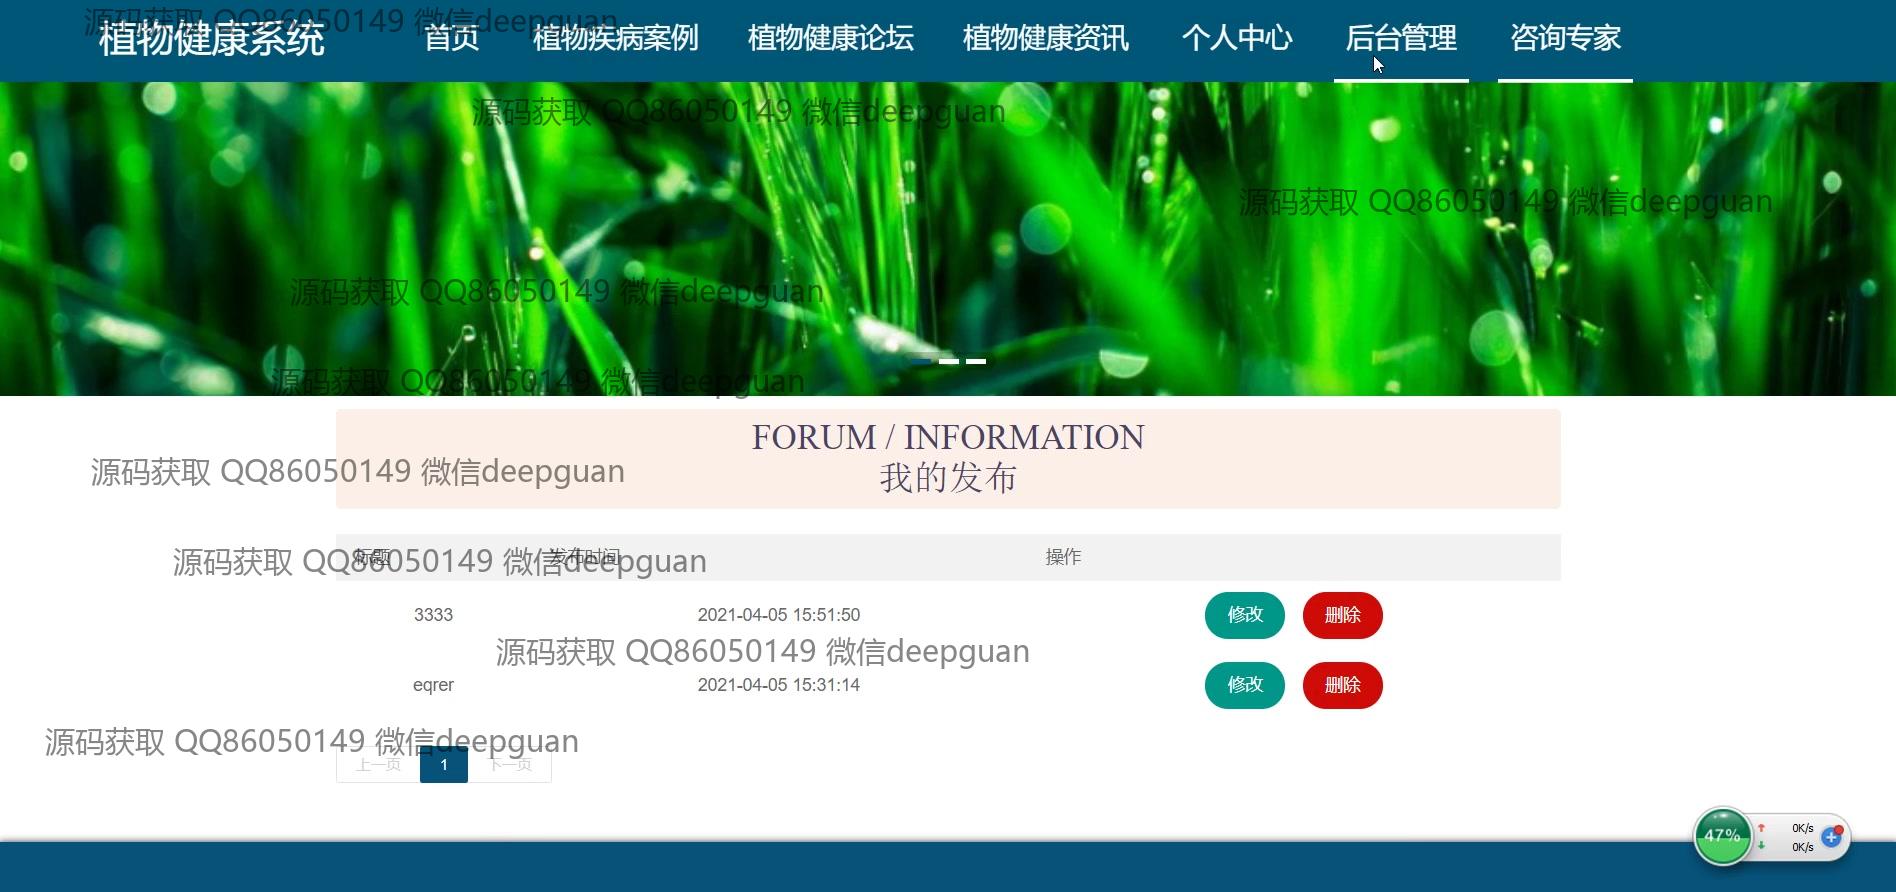 源码获取 QQ86050149 微信deepguan
植物健康系统 首页 植物疾病案例 植物健康论坛 植物健康资讯 个人中心 后台管理 咨询专家
源码获取 QQ86050149 微信deepguan
源码获取 QQ86050149 微信deepguan
源码获取 QQ86050149 微信deepguan
源码获取 QQ86050149 微信deepguan
FORUM / INFORMATION
源码获取 QQ86050149 微信deepguan
我的发布
标题 发布时间 操作
源码获取 QQ86050149 微信deepguan
3333 2021-04-05 15:51:50 修改 删除
源码获取 QQ86050149 微信deepguan
eqrer 2021-04-05 15:31:14 修改 删除
源码获取 QQ86050149 微信deepguan
上一页 1 下一页
47% 0K/s
0K/s